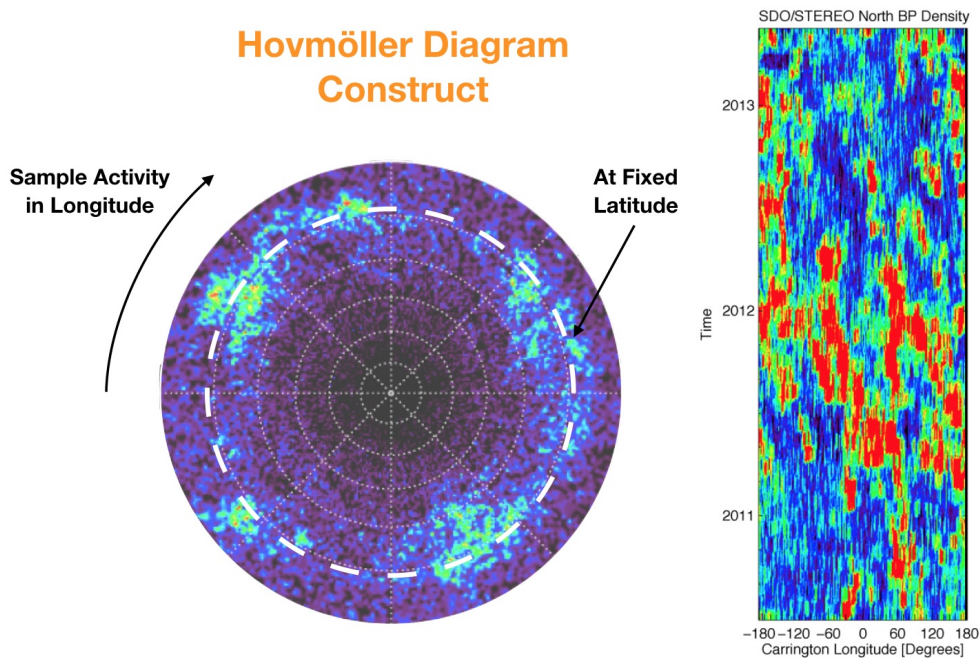 Hovmöller Diagram
Construct
Sample Activity
in Longitude
At Fixed
Latitude
SDO/STEREO North BP Density
2013
2012
2011
Time
−180 −120 −60 0 60 120 180
Carrington Longitude [Degrees]